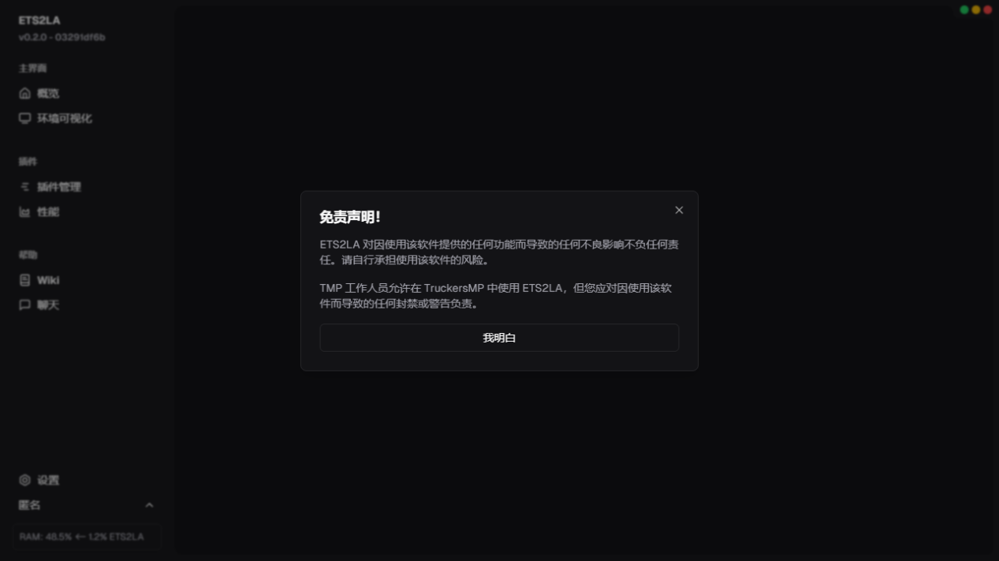 ETS2LA
v0.2.0 - 03291df6b
主界面
概览
环境可视化
插件
插件管理
性能
帮助
Wiki
聊天
免责声明!
ETS2LA 对因使用该软件提供的任何功能而导致的任何不良影响不负任何责
任。请自行承担使用该软件的风险。
TMP 工作人员允许在 TruckersMP 中使用 ETS2LA，但您应对因使用该软
件而导致的任何封禁或警告负责。
我明白
设置
匿名
RAM: 48.5% <- 1.2% ETS2LA